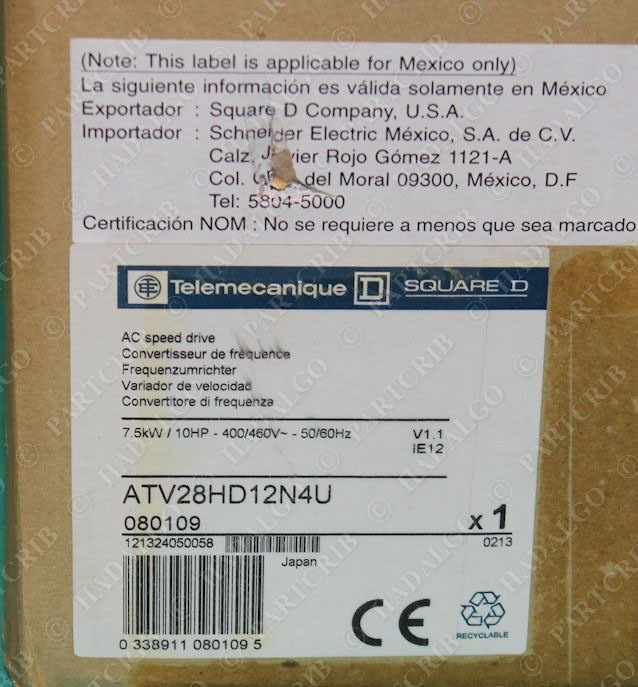 (Note: This label is applicable for Mexico only)
La siguiente información es válida solamente en México
Exportador : Square D Company, U.S.A.
Importador : Schneider Electric México, S.A. de C.V.
Calz. Javier Rojo Gómez 1121-A
Col. del Moral 09300, México, D.F
Tel: 5804-5000
Certificación NOM : No se requiere a menos que sea marcado
Telemecanique D SQUARE D
AC speed drive
Convertisseur de fréquence
Frequenzumrichter
Variador de velocidad
Convertitore di frequenza
7.5kW / 10HP - 400/460V~ - 50/60Hz V1.1
IE12
ATV28HD12N4U
080109 x 1
121324050058 0213
Japan
CE
RECYCLABLE
0 338911 080109 5
© PARTCRIB
© HADALGO